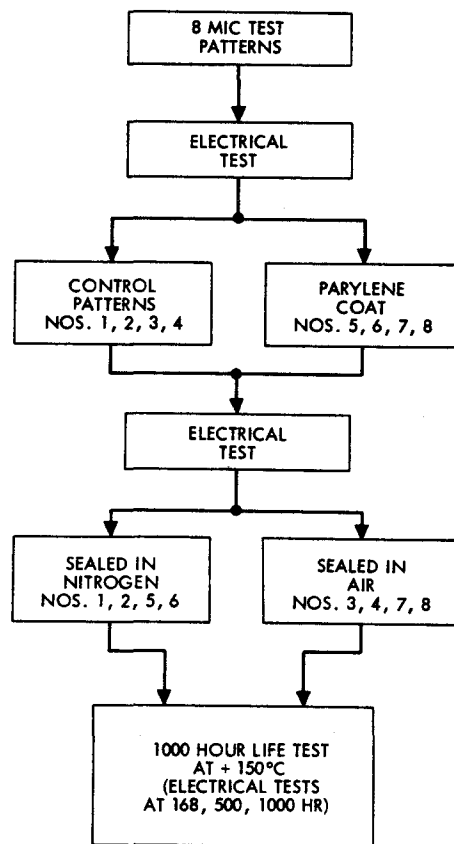 8 MIC TEST
PATTERNS
ELECTRICAL
TEST
CONTROL
PATTERNS
NOS. 1, 2, 3, 4
PARYLENE
COAT
NOS. 5, 6, 7, 8
ELECTRICAL
TEST
SEALED IN
NITROGEN
NOS. 1, 2, 5, 6
SEALED IN
AIR
NOS. 3, 4, 7, 8
1000 HOUR LIFE TEST
AT + 150°C
(ELECTRICAL TESTS
AT 168, 500, 1000 HR)